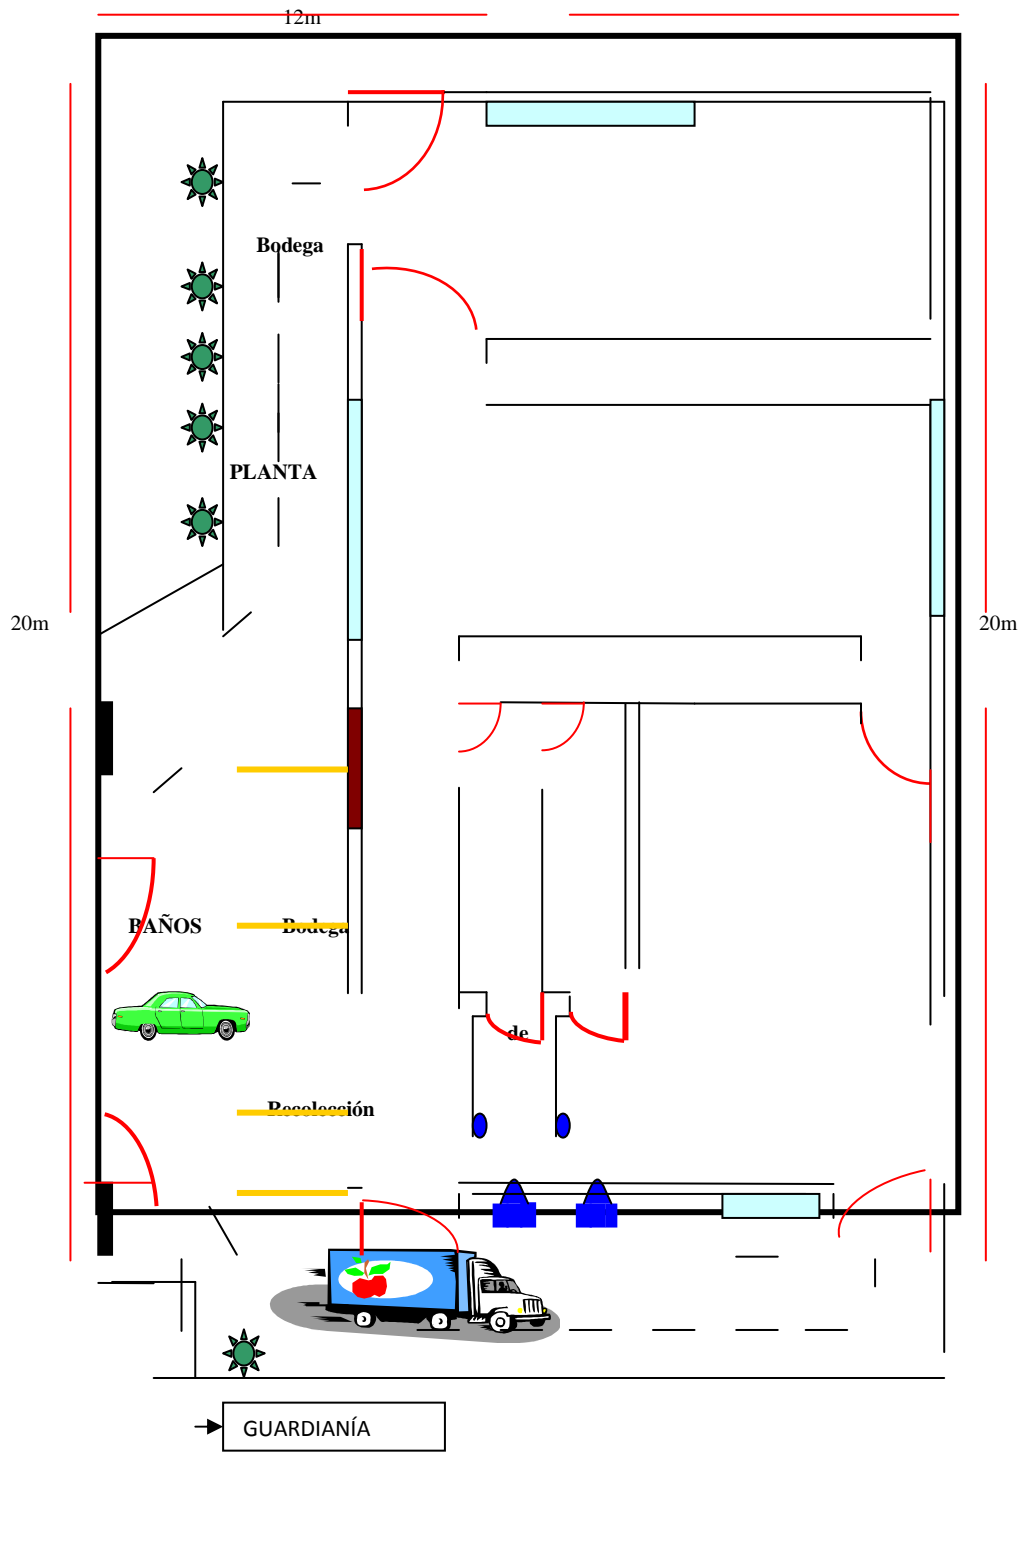 12m
Bodega
PLANTA
20m 20m
BAÑOS Bodega
de
Recolección
GUARDIANÍA